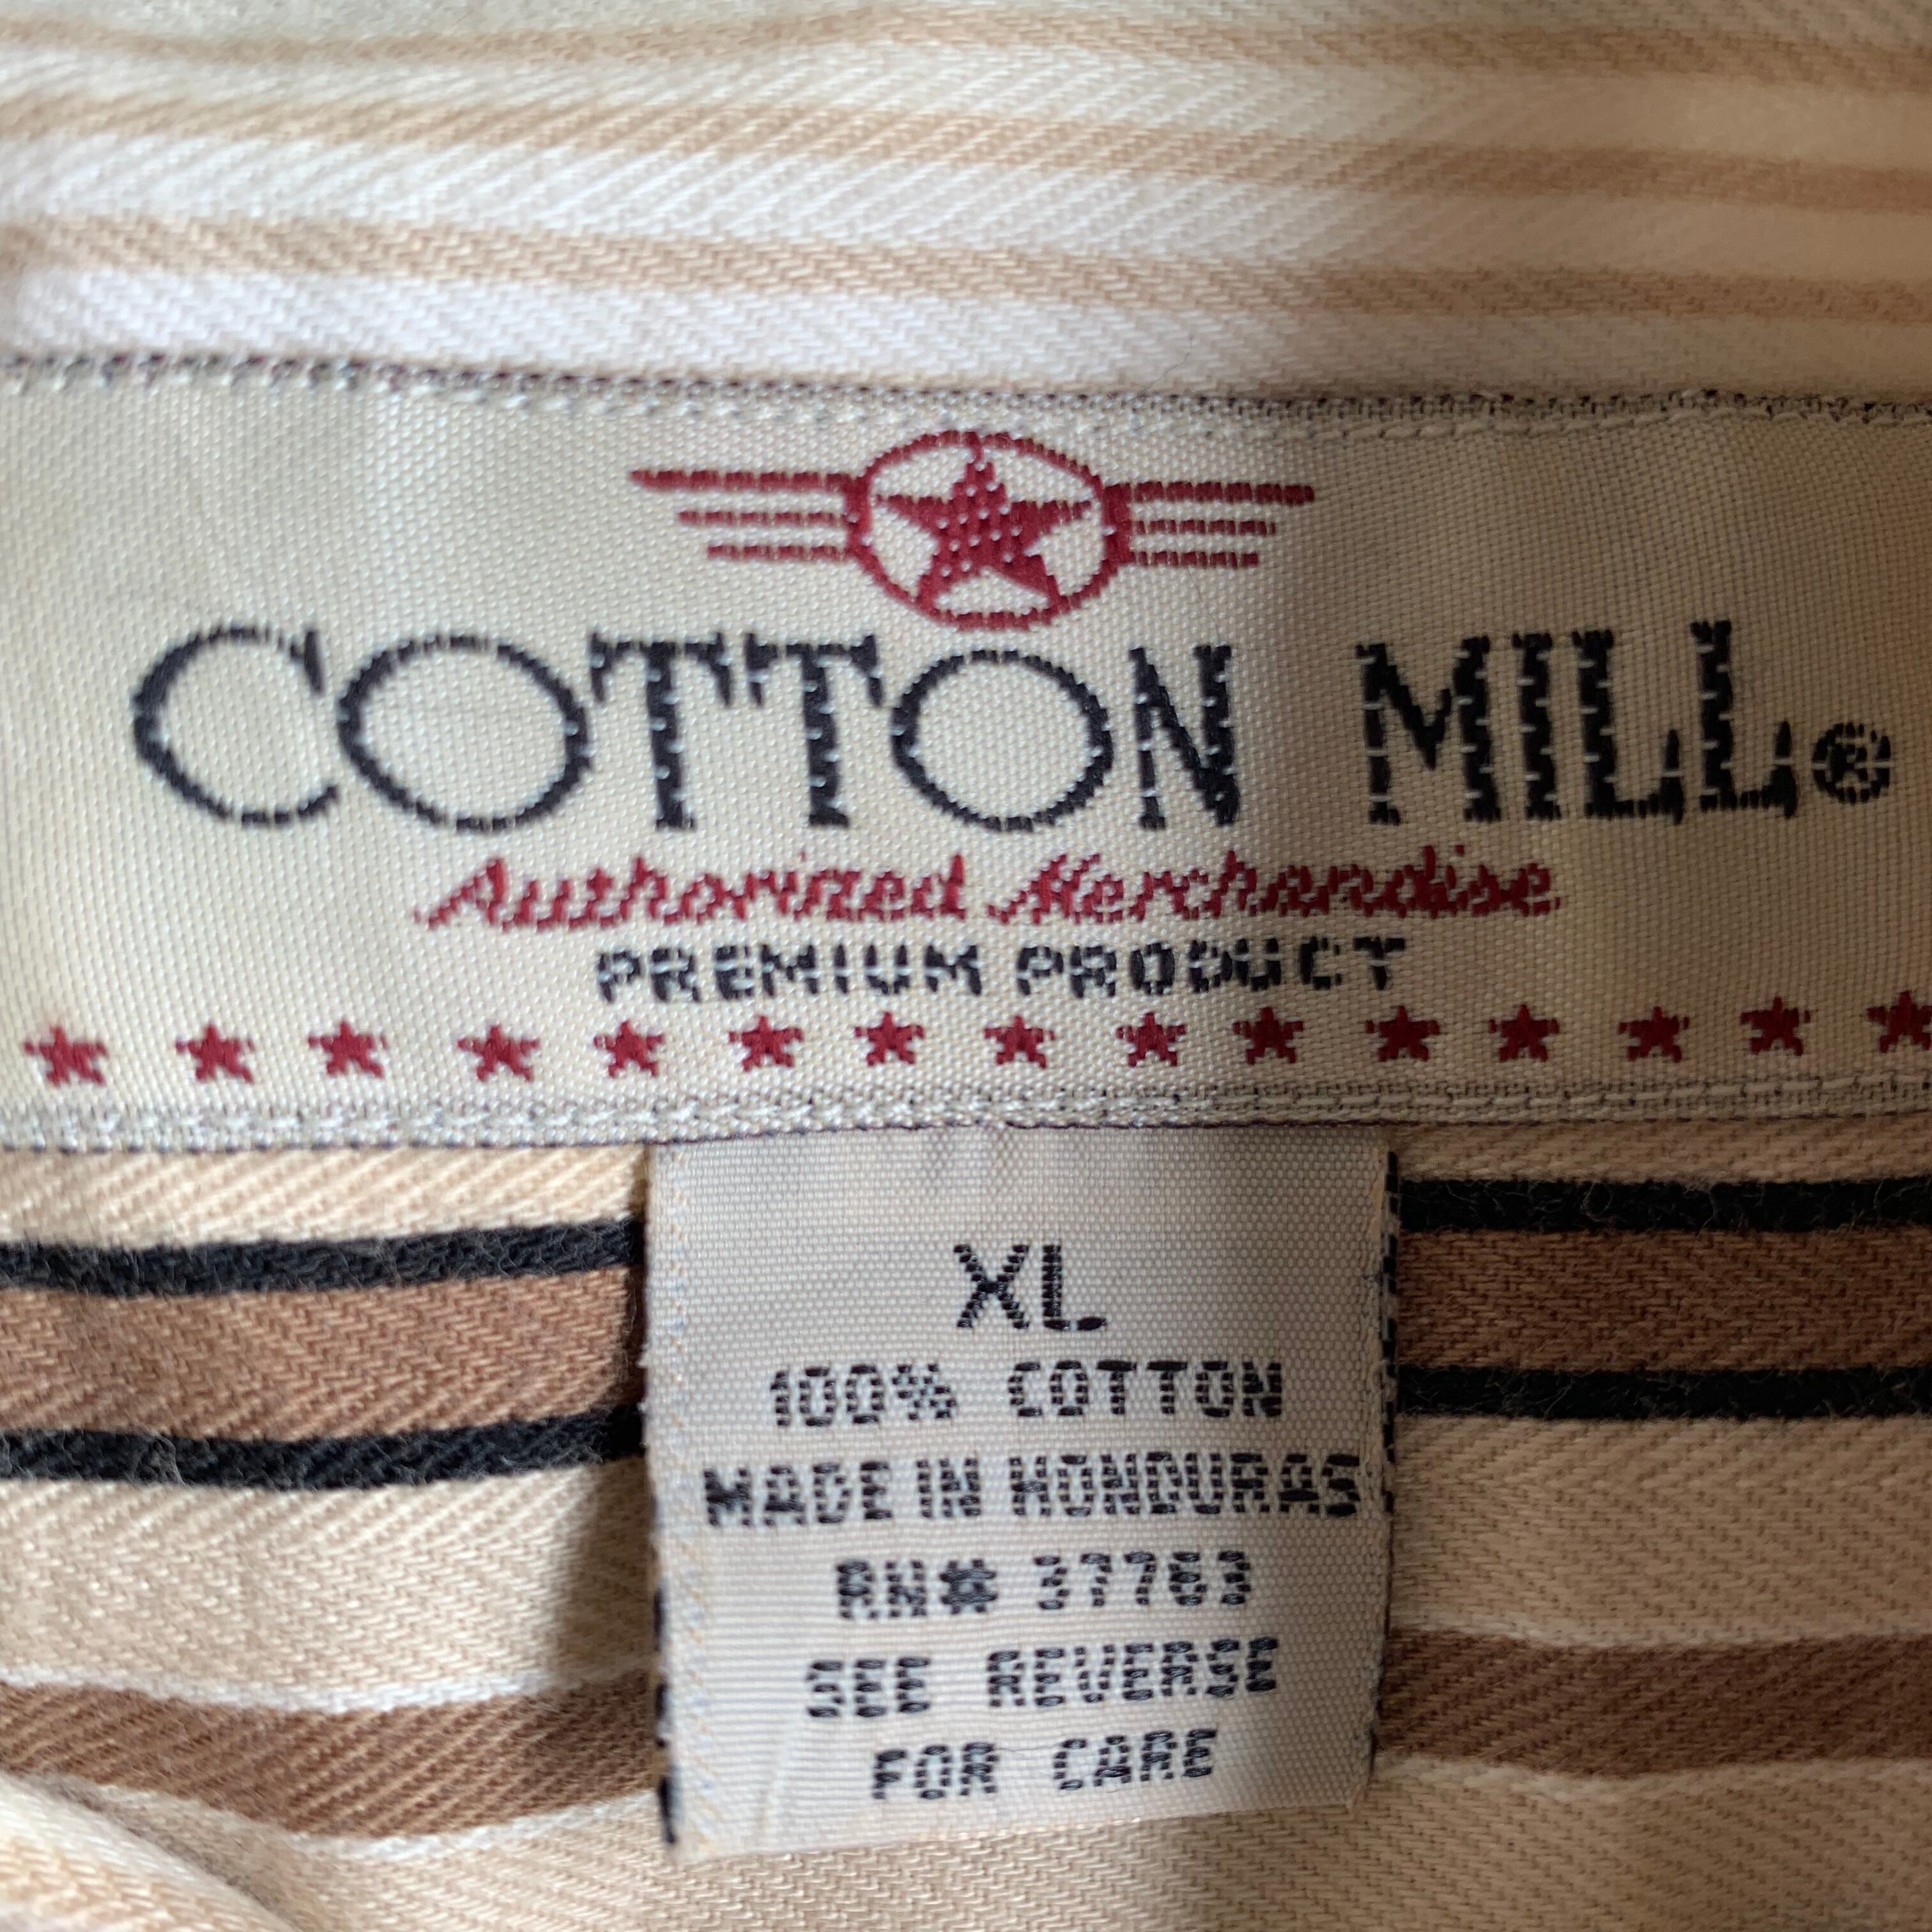 COTTON MILL®
Authorized Merchandise
PREMIUM PRODUCT
XL
100% COTTON
MADE IN HONDURAS
RN# 37763
SEE REVERSE
FOR CARE